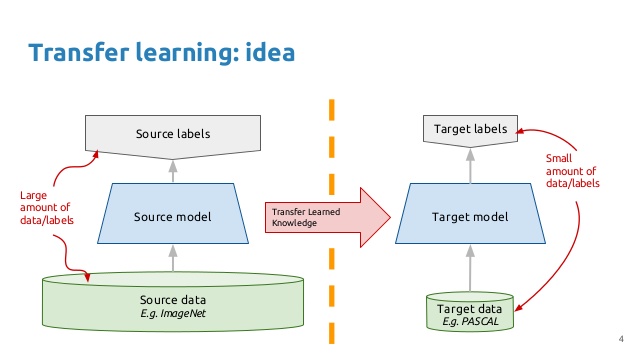 Transfer learning: idea
Source labels
Target labels
Large
amount of
data/labels
Small
amount of
data/labels
Source model
Transfer Learned
Knowledge
Target model
Source data
E.g. ImageNet
Target data
E.g. PASCAL
4